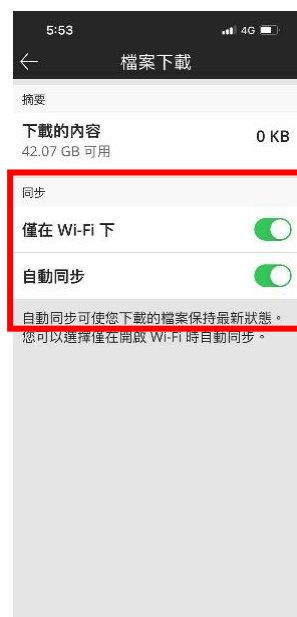 5:53 4G
檔案下載
摘要
下載的內容 0 KB
42.07 GB 可用
同步
僅在 Wi-Fi 下
自動同步
自動同步可使您下載的檔案保持最新狀態。
您可以選擇僅在開啟 Wi-Fi 時自動同步。